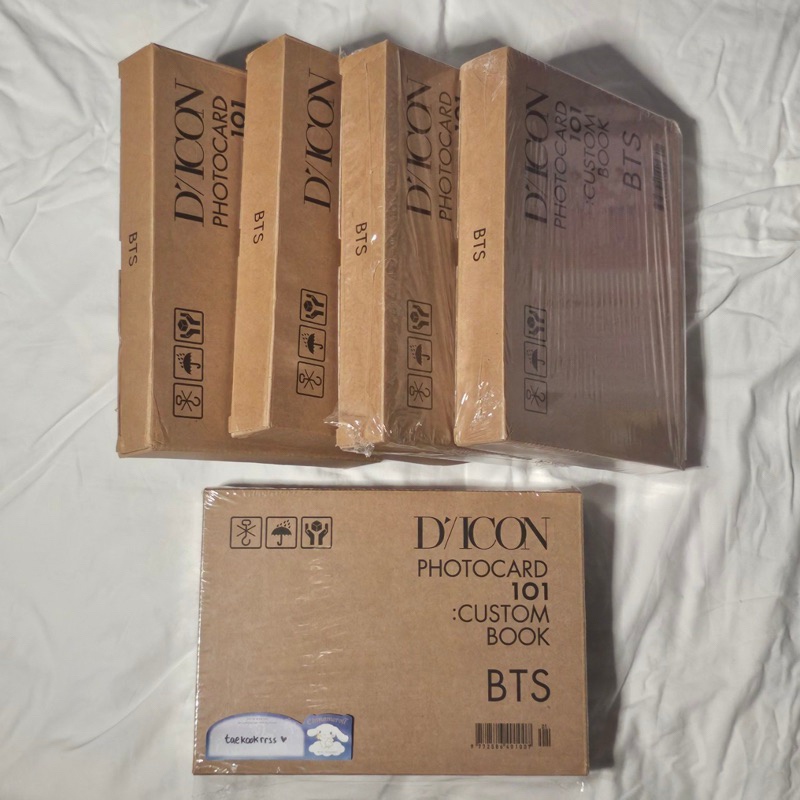 BTS
D'/ICON
PHOTOCARD
101
BTS
D'/ICON
BTS
D'/ICON
PHOTOCARD
101
BTS
D'/ICON
PHOTOCARD
101
:CUSTOM
BOOK
BTS
D'/ICON
PHOTOCARD
101
:CUSTOM
BOOK
BTS
taekookrrss ♥